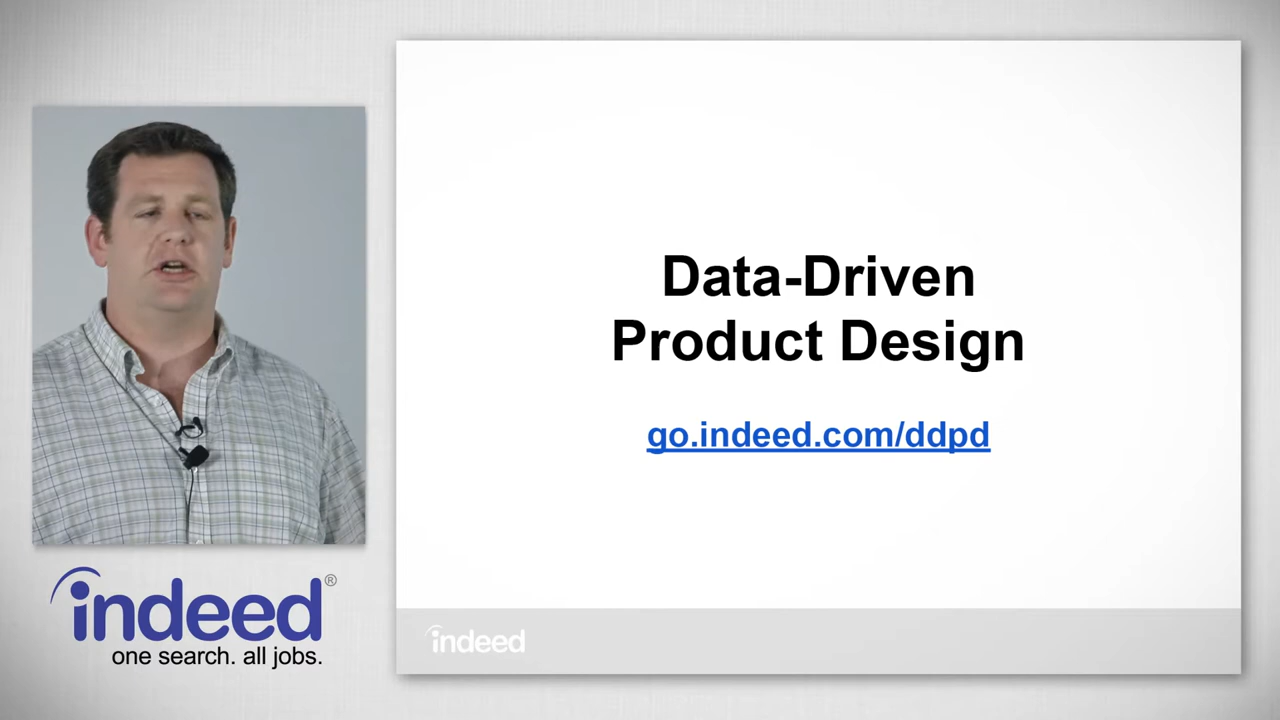 Data-Driven
Product Design
go.indeed.com/ddpd
indeed
indeed®
one search. all jobs.